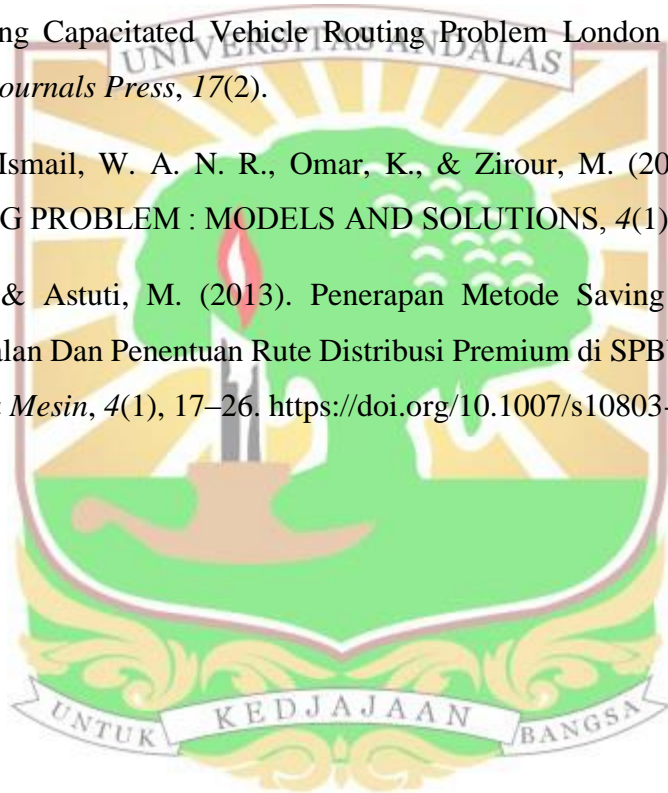 ng Capacitated Vehicle Routing Problem London
UNIVERSITAS ANDALAS
ournals Press, 17(2).
Ismail, W. A. N. R., Omar, K., & Zirour, M. (20
G PROBLEM : MODELS AND SOLUTIONS, 4(1)
& Astuti, M. (2013). Penerapan Metode Saving
alan Dan Penentuan Rute Distribusi Premium di SPB
Mesin, 4(1), 17–26. https://doi.org/10.1007/s10803-
UNTUK KEDJAJAAN BANGSA